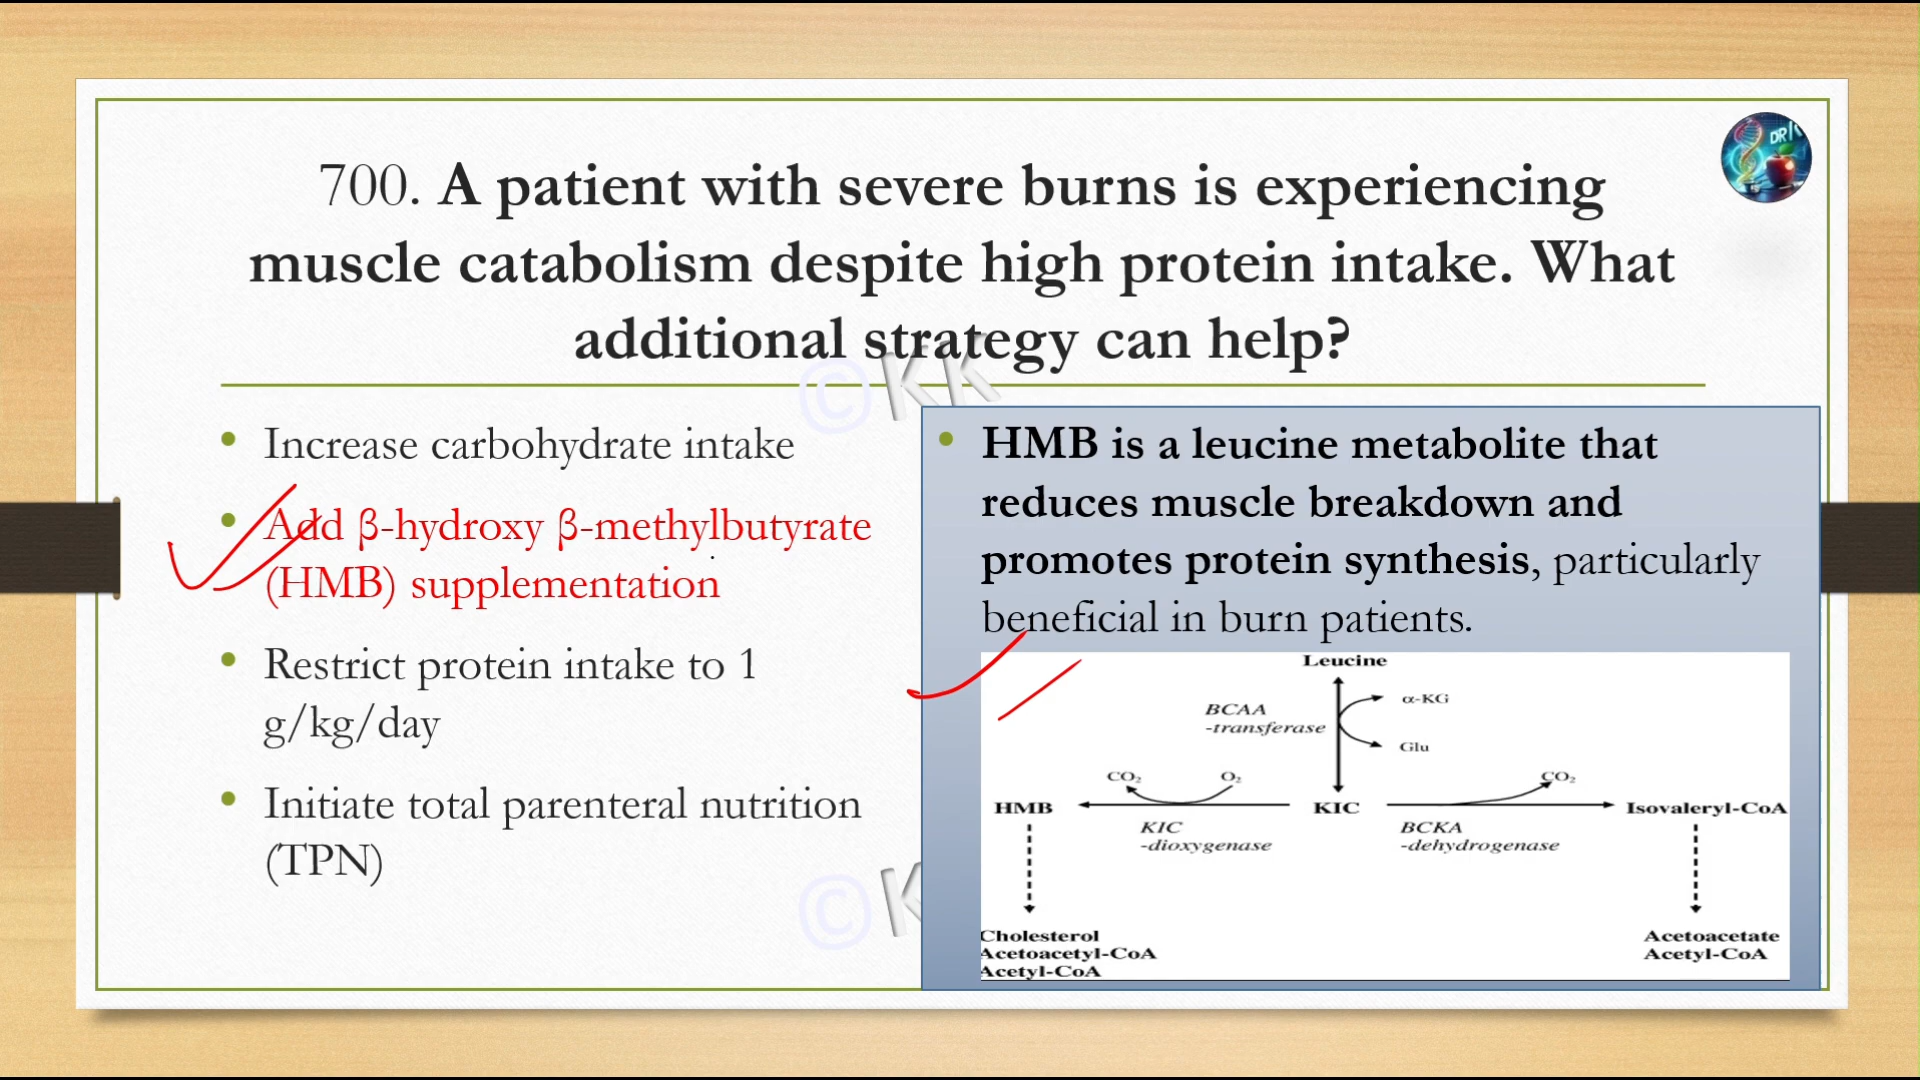 700. A patient with severe burns is experiencing
muscle catabolism despite high protein intake. What
additional strategy can help?
DR
©KK
• Increase carbohydrate intake
• Add β-hydroxy β-methylbutyrate
(HMB) supplementation
• Restrict protein intake to 1
g/kg/day
• Initiate total parenteral nutrition
(TPN)
©K
• HMB is a leucine metabolite that
reduces muscle breakdown and
promotes protein synthesis, particularly
beneficial in burn patients.
Leucine
BCAA
-transferase
α-KG
Glu
CO₂
O₂
CO₂
HMB
KIC
Isovaleryl-CoA
KIC
-dioxygenase
BCKA
-dehydrogenase
Cholesterol
Acetoacetyl-CoA
Acetyl-CoA
Acetoacetate
Acetyl-CoA